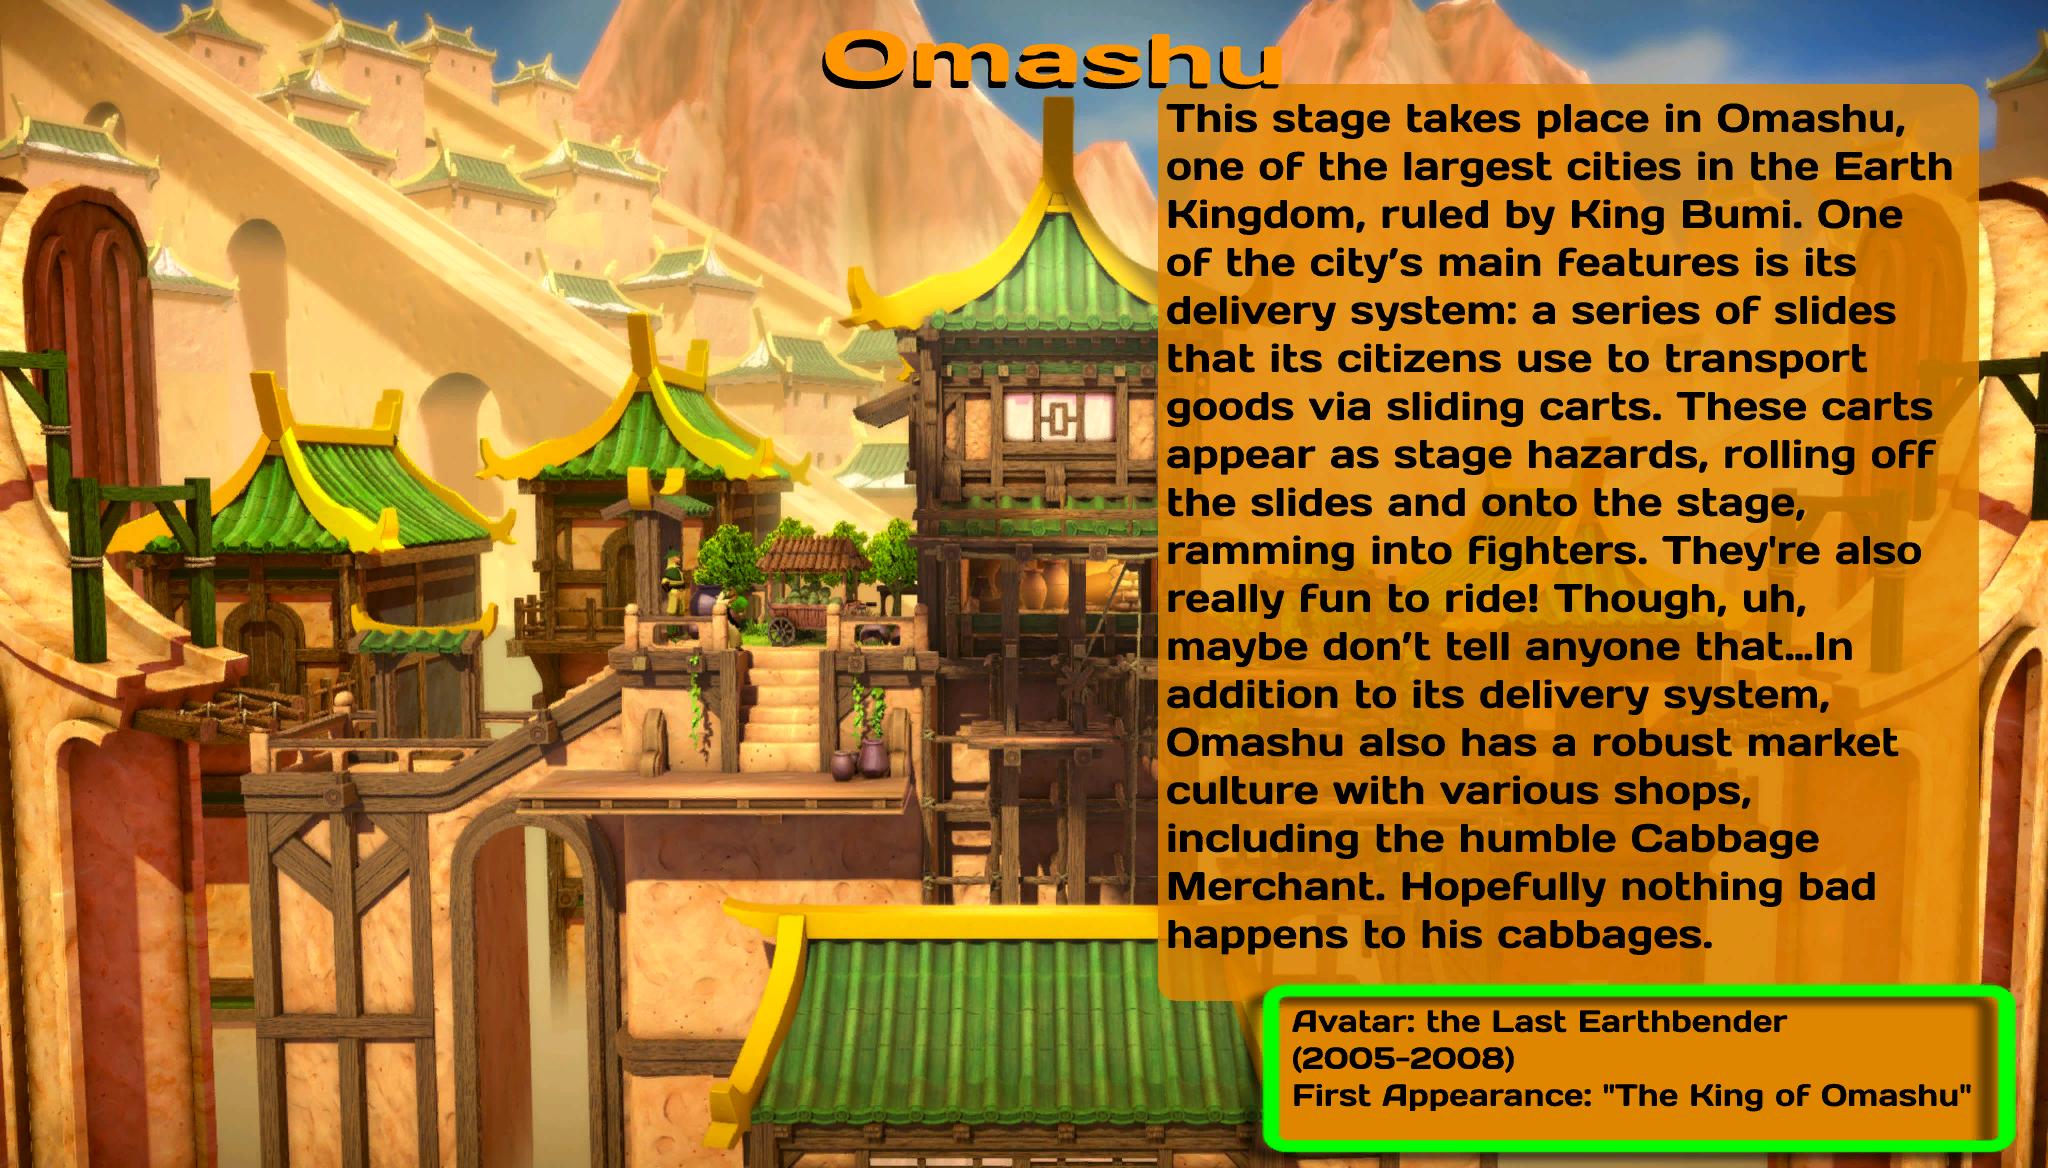 Omashu
This stage takes place in Omashu,
one of the largest cities in the Earth
Kingdom, ruled by King Bumi. One
of the city’s main features is its
delivery system: a series of slides
that its citizens use to transport
goods via sliding carts. These carts
appear as stage hazards, rolling off
the slides and onto the stage,
ramming into fighters. They're also
really fun to ride! Though, uh,
maybe don’t tell anyone that...In
addition to its delivery system,
Omashu also has a robust market
culture with various shops,
including the humble Cabbage
Merchant. Hopefully nothing bad
happens to his cabbages.
Avatar: the Last Earthbender
(2005-2008)
First Appearance: "The King of Omashu"